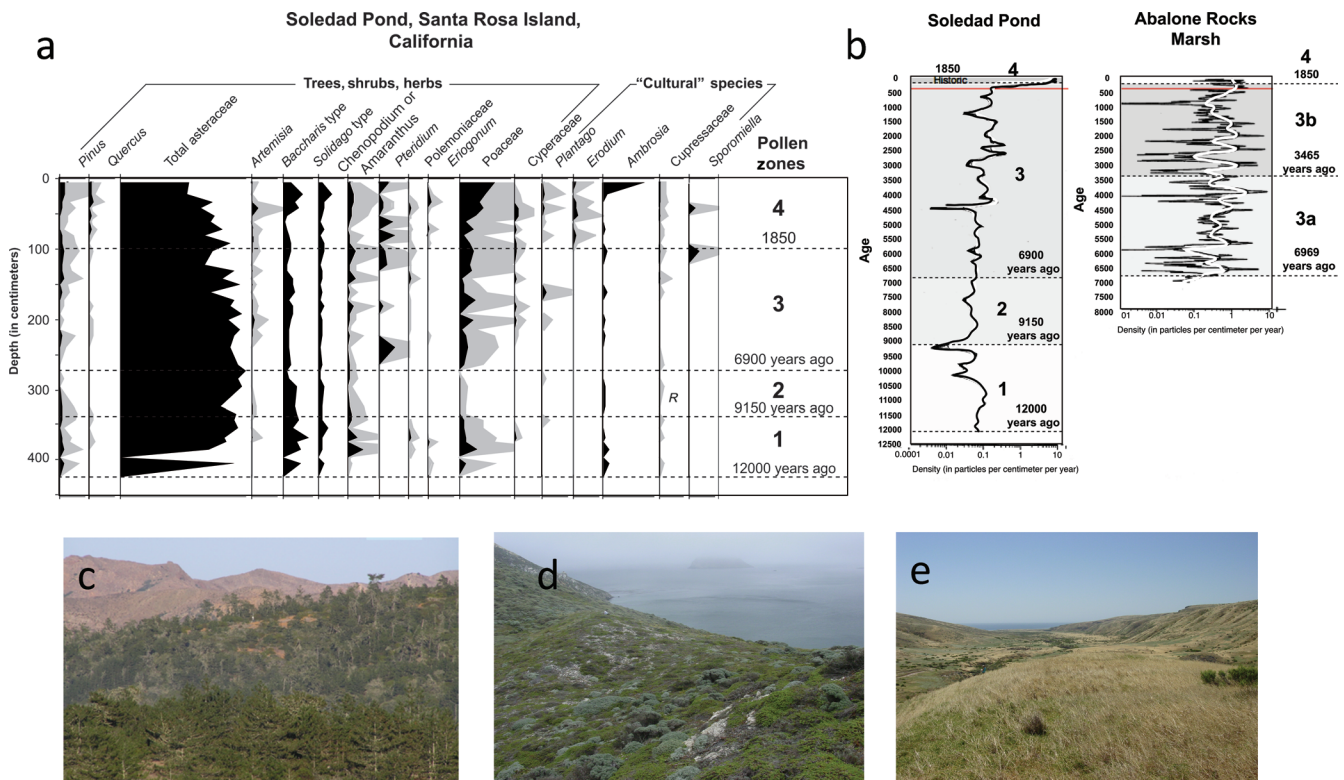 Soledad Pond, Santa Rosa Island,
California
a
Trees, shrubs, herbs
"Cultural" species
Pinus
Quercus
Total asteraceae
Artemisia
Baccharis type
Solidago type
Chenopodium or
Amaranthus
Pteridium
Polemoniaceae
Eriogonum
Poaceae
Cyperaceae
Plantago
Erodium
Ambrosia
Cupressaceae
Sporomiella
Pollen
zones
Depth (in centimeters)
0
100
200
300
400
4
1850
3
6900 years ago
2
9150 years ago
R
1
12000 years ago
b
Soledad Pond
1850
Historic
4
3
6900
years ago
2
9150
years ago
1
12000
years ago
Age
0
500
1000
1500
2000
2500
3000
3500
4000
4500
5000
5500
6000
6500
7000
7500
8000
8500
9000
9500
10000
10500
11000
11500
12000
12500
0.0001
0.01
0.1
1
10
Density (in particles per centimeter per year)
Abalone Rocks
Marsh
4
1850
3b
3465
years ago
3a
6969
years ago
Age
0
500
1000
1500
2000
2500
3000
3500
4000
4500
5000
5500
6000
6500
7000
7500
8000
01
0.01
0.1
1
10
Density (in particles per centimeter per year)
c
d
e